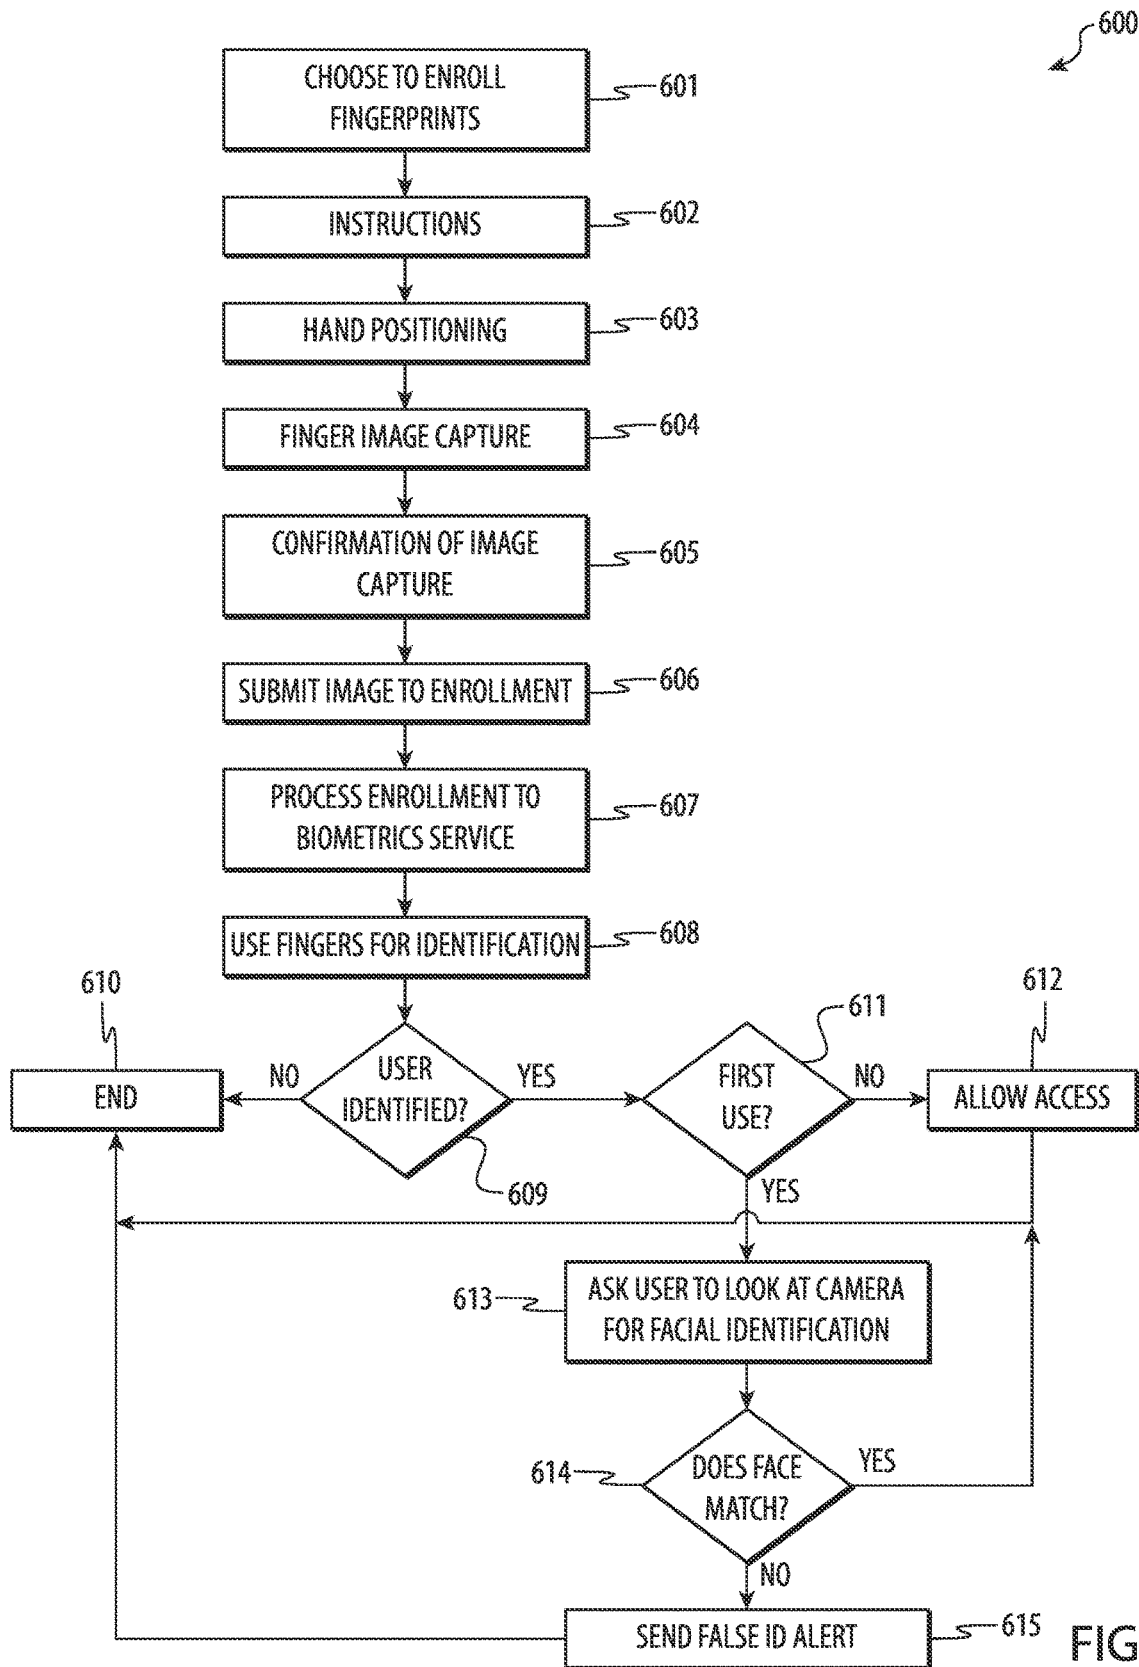 600
CHOOSE TO ENROLL
FINGERPRINTS
601
INSTRUCTIONS
602
HAND POSITIONING
603
FINGER IMAGE CAPTURE
604
CONFIRMATION OF IMAGE
CAPTURE
605
SUBMIT IMAGE TO ENROLLMENT
606
PROCESS ENROLLMENT TO
BIOMETRICS SERVICE
607
USE FINGERS FOR IDENTIFICATION
608
610
END
NO
USER
IDENTIFIED?
609
YES
611
FIRST
USE?
NO
612
ALLOW ACCESS
YES
613
ASK USER TO LOOK AT CAMERA
FOR FACIAL IDENTIFICATION
614
DOES FACE
MATCH?
YES
NO
SEND FALSE ID ALERT
615
FIG